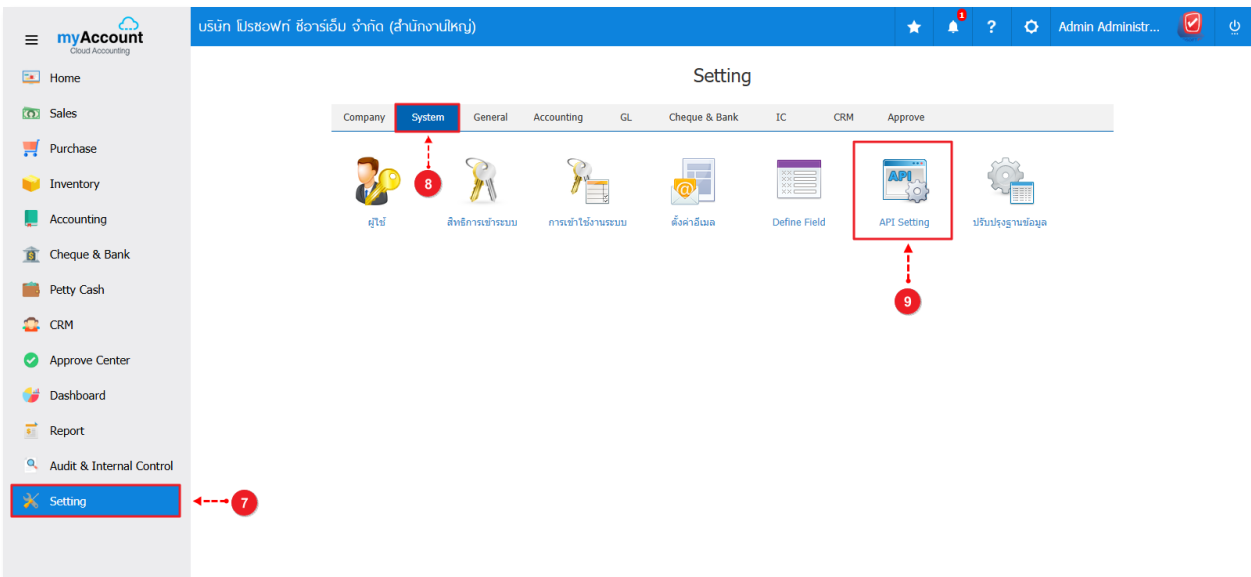 myAccount
Cloud Accounting
บริษัท โปรซอฟท์ ซีอาร์เอ็ม จำกัด (สำนักงานใหญ่)
1
?
Admin Administr...
Home
Sales
Purchase
Inventory
Accounting
Cheque & Bank
Petty Cash
CRM
Approve Center
Dashboard
Report
Audit & Internal Control
Setting
7
Setting
Company System General Accounting GL Cheque & Bank IC CRM Approve
8
API
ผู้ใช้ สิทธิการเข้าระบบ การเข้าใช้งานระบบ ตั้งค่าอีเมล Define Field API Setting ปรับปรุงฐานข้อมูล
9